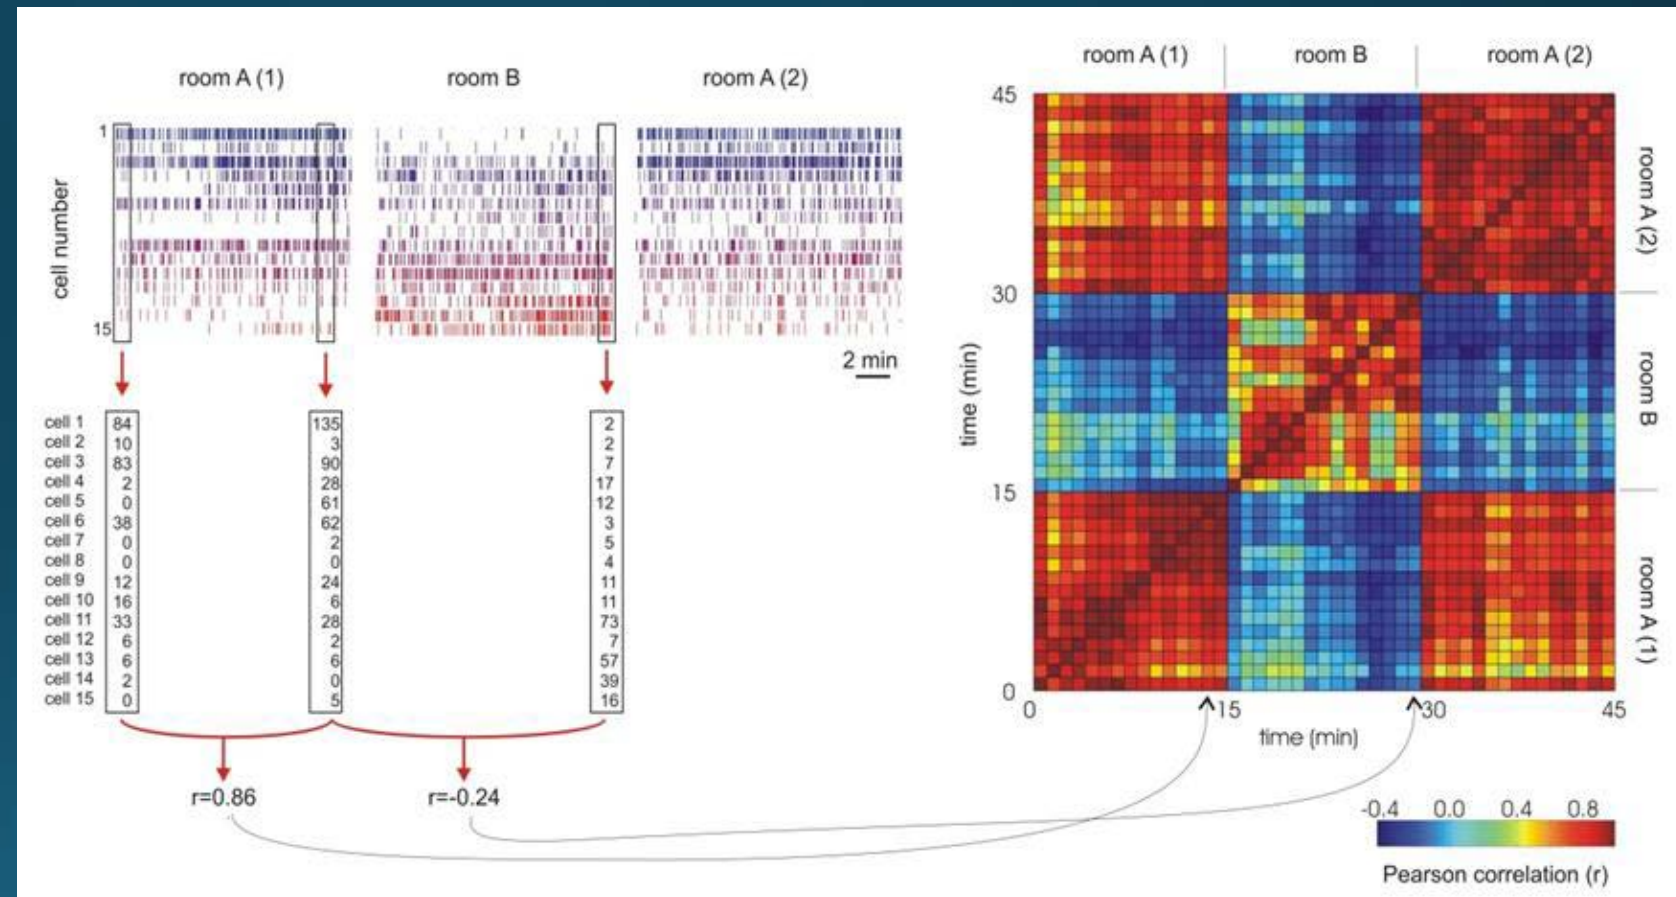 room A (1) room B room A (2)
1
cell number
15
2 min
cell 1 84 135 2
cell 2 10 3 2
cell 3 83 90 7
cell 4 2 28 17
cell 5 0 61 12
cell 6 38 62 3
cell 7 0 2 5
cell 8 0 0 4
cell 9 12 24 11
cell 10 16 6 11
cell 11 33 28 73
cell 12 6 2 7
cell 13 6 6 57
cell 14 2 0 39
cell 15 0 5 16
r=0.86 r=-0.24
room A (1) room B room A (2)
45
30
15
0
time (min)
room A (2)
room B
room A (1)
0 15 30 45
time (min)
-0.4 0.0 0.4 0.8
Pearson correlation (r)